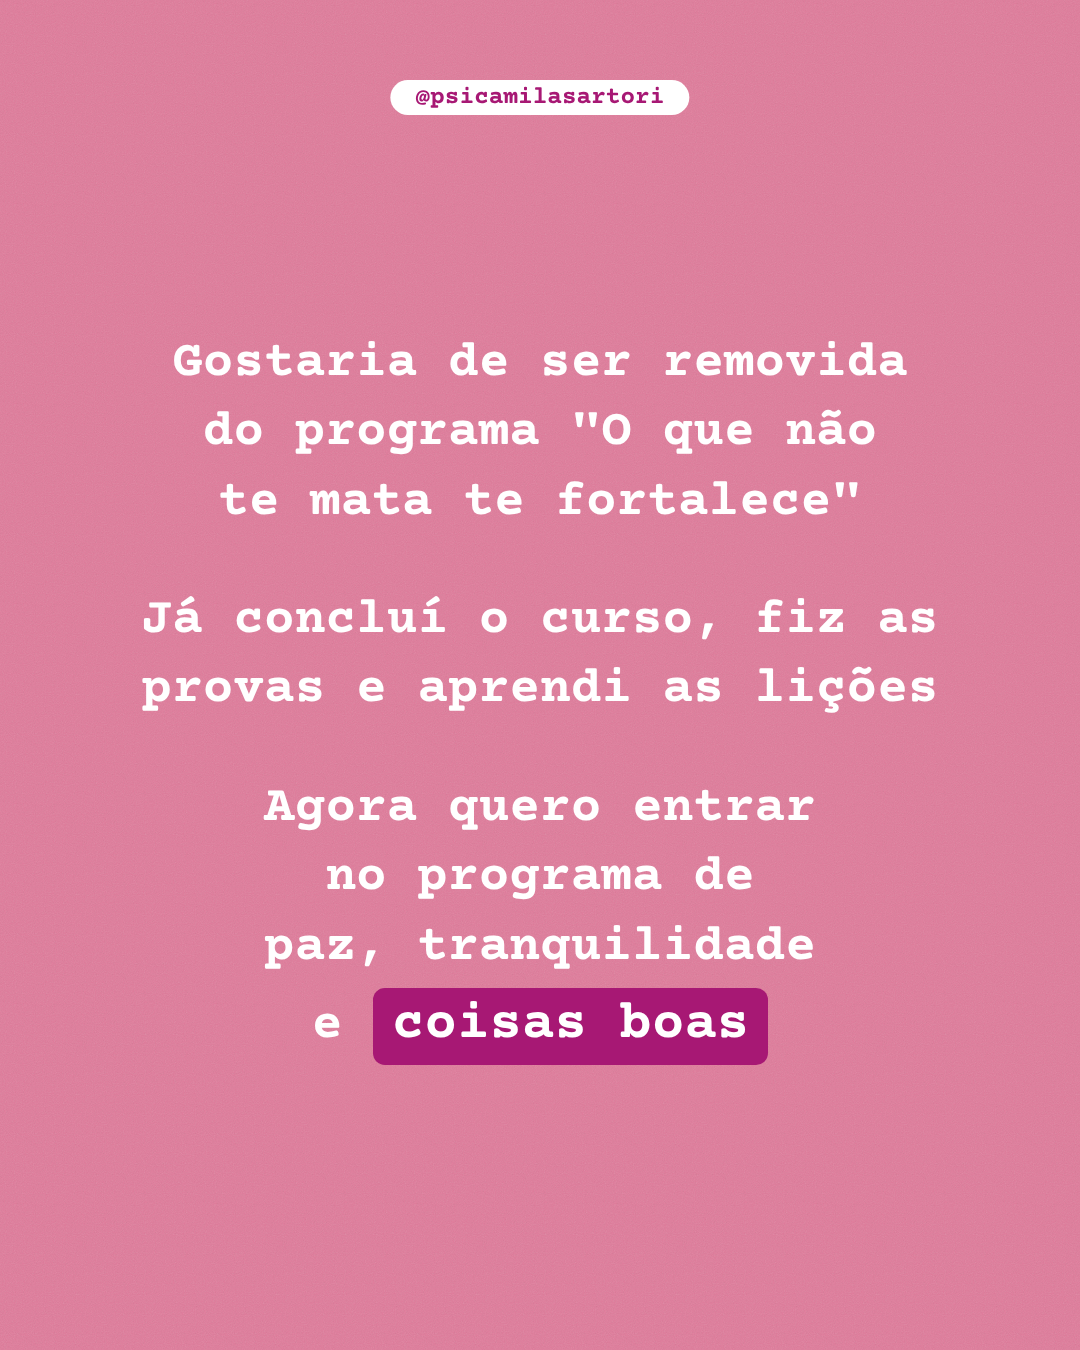 @psicamilasartori
Gostaria de ser removida
do programa "O que não
te mata te fortalece"
Já concluí o curso, fiz as
provas e aprendi as lições
Agora quero entrar
no programa de
paz, tranquilidade
e coisas boas